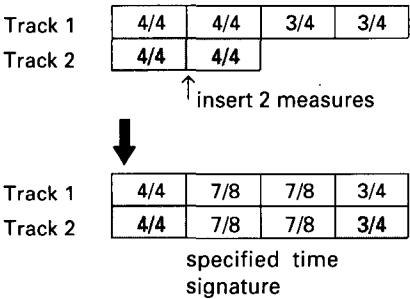 Track 1 4/4 4/4 3/4 3/4
Track 2 4/4 4/4
insert 2 measures
Track 1 4/4 7/8 7/8 3/4
Track 2 4/4 7/8 7/8 3/4
specified time
signature